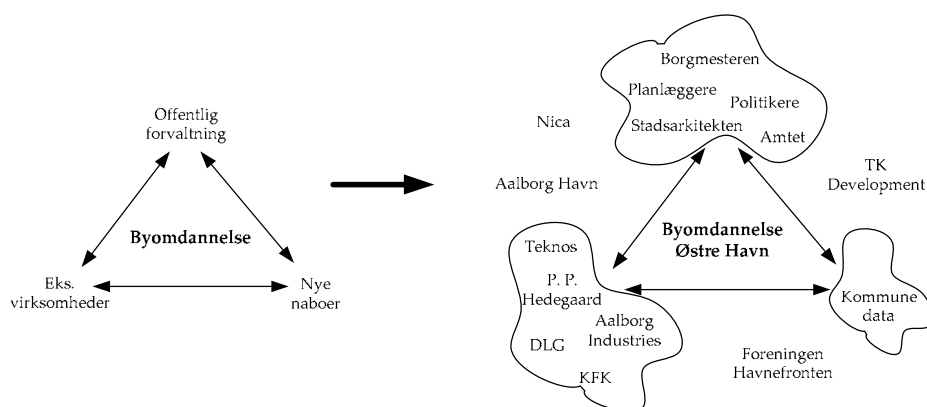 Offentlig
forvaltning
Byomdannelse
Eks.
virksomheder
Nye
naboer
Borgmesteren
Planlæggere
Politikere
Stadsarkitekten
Amtet
Nica
Aalborg Havn
TK
Development
Byomdannelse
Østre Havn
Teknos
P. P.
Hedegaard
Aalborg
Industries
DLG
KFK
Kommune
data
Foreningen
Havnefronten